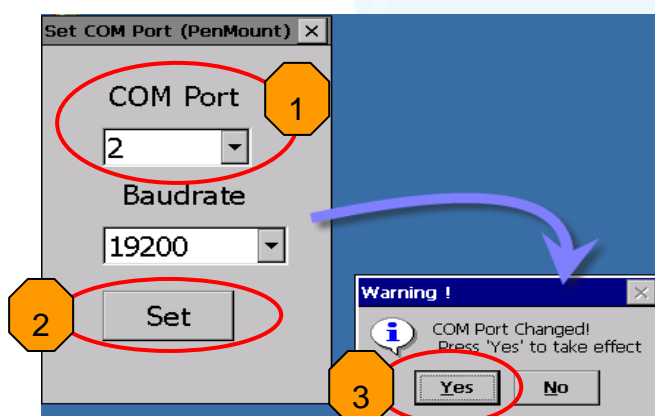 Set COM Port (PenMount)
COM Port
1
2
Baudrate
19200
2
Set
Warning !
COM Port Changed!
Press 'Yes' to take effect
3
Yes
No